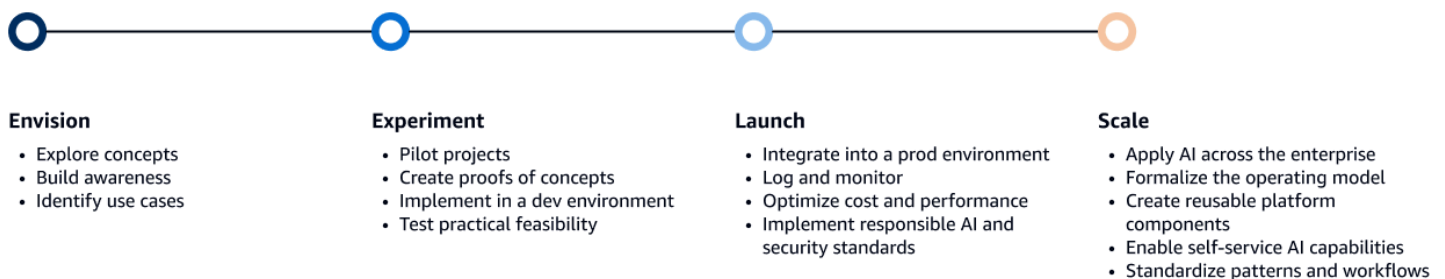 Envision
• Explore concepts
• Build awareness
• Identify use cases
Experiment
• Pilot projects
• Create proofs of concepts
• Implement in a dev environment
• Test practical feasibility
Launch
• Integrate into a prod environment
• Log and monitor
• Optimize cost and performance
• Implement responsible AI and
security standards
Scale
• Apply AI across the enterprise
• Formalize the operating model
• Create reusable platform
components
• Enable self-service AI capabilities
• Standardize patterns and workflows